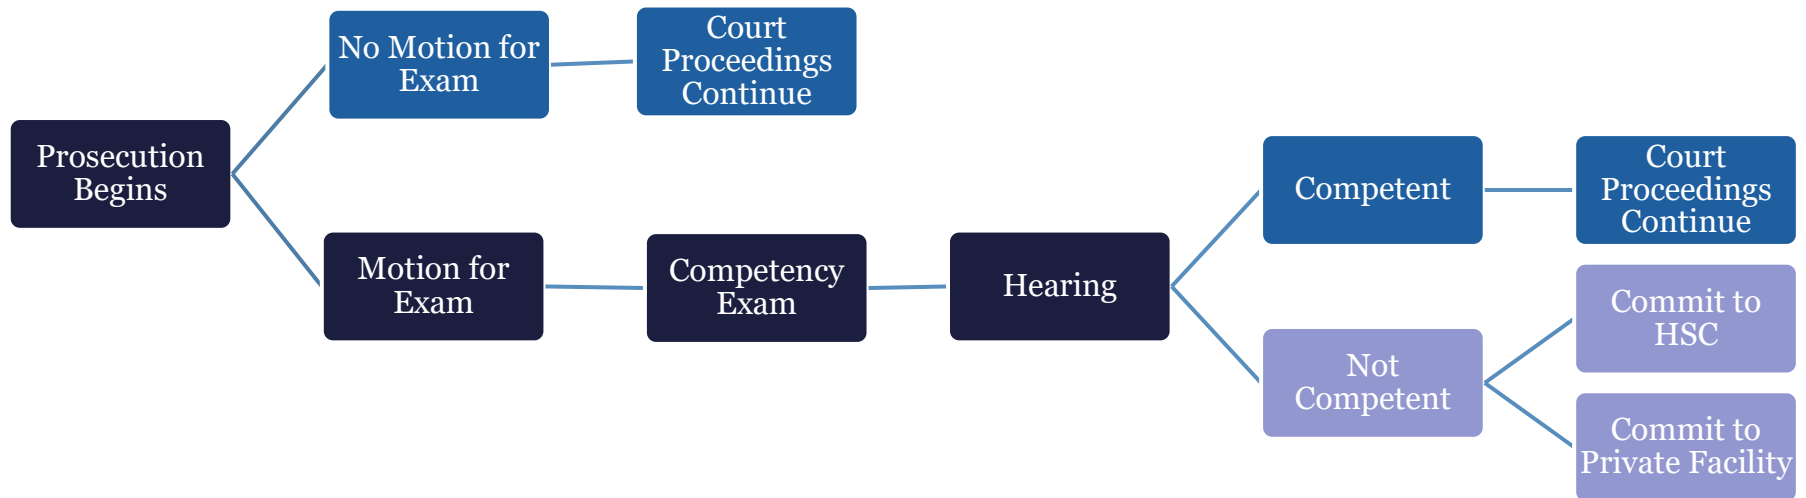 Prosecution
Begins
No Motion for
Exam
Court
Proceedings
Continue
Motion for
Exam
Competency
Exam
Hearing
Competent
Court
Proceedings
Continue
Not
Competent
Commit to
HSC
Commit to
Private Facility